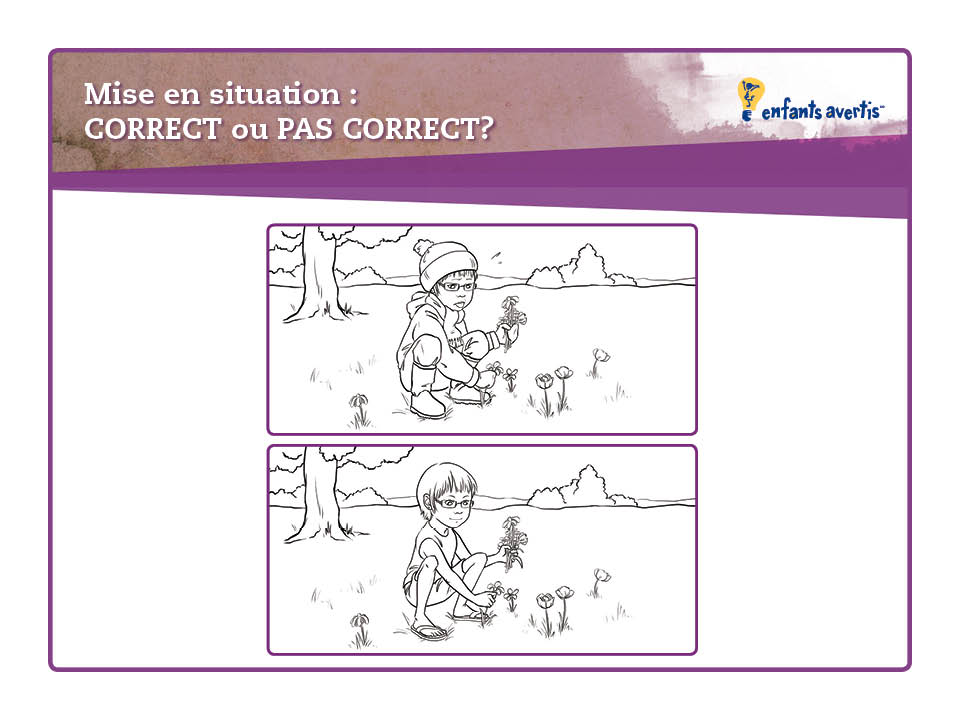 Mise en situation :
CORRECT ou PAS CORRECT?
enfants avertis